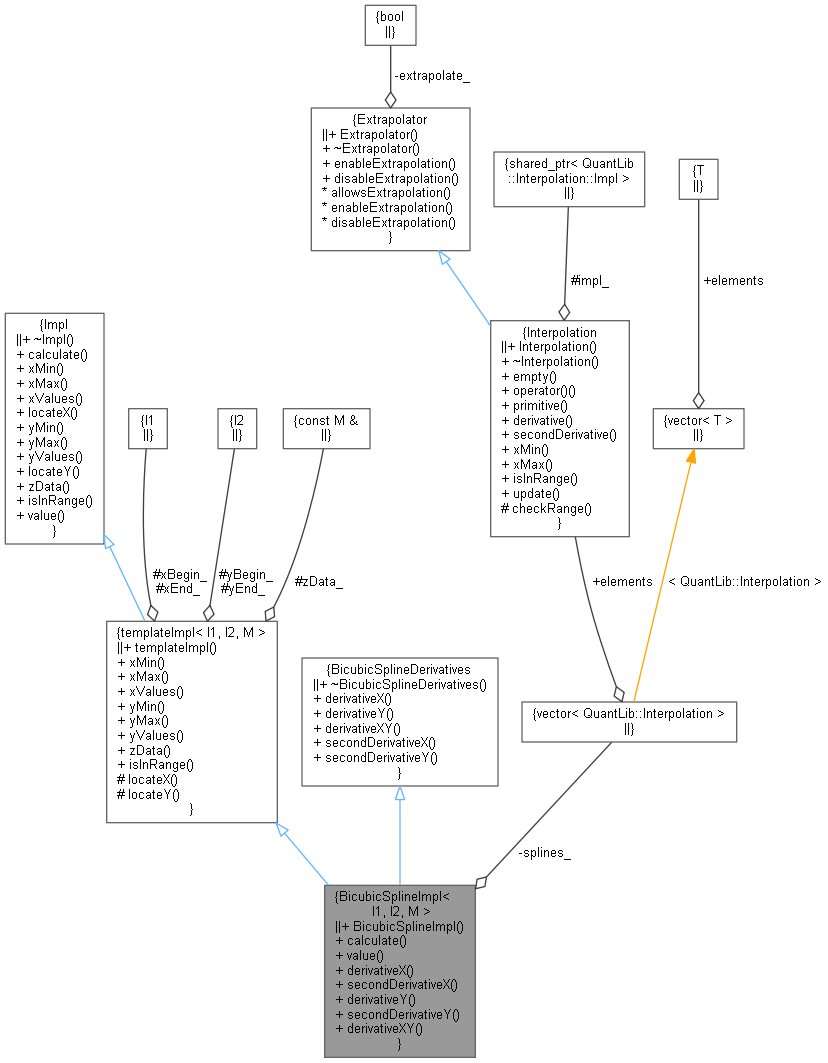 {bool
||}
-extrapolate_
{Extrapolator
||+ Extrapolator()
+ ~Extrapolator()
+ enableExtrapolation()
+ disableExtrapolation()
* allowsExtrapolation()
* enableExtrapolation()
* disableExtrapolation()
}
{shared_ptr< QuantLib
::Interpolation::Impl >
||}
{T
||}
#impl_
+elements
{Impl
||+ ~Impl()
+ calculate()
+ xMin()
+ xMax()
+ xValues()
+ locateX()
+ yMin()
+ yMax()
+ yValues()
+ locateY()
+ zData()
+ isInRange()
+ value()
}
{I1
||}
{I2
||}
{const M &
||}
{Interpolation
||+ Interpolation()
+ ~Interpolation()
+ empty()
+ operator()()
+ primitive()
+ derivative()
+ secondDerivative()
+ xMin()
+ xMax()
+ isInRange()
+ update()
# checkRange()
}
{vector< T >
||}
#xBegin_
#xEnd_
#yBegin_
#yEnd_
#zData_
+elements
< QuantLib::Interpolation >
{templateImpl< I1, I2, M >
||+ templateImpl()
+ xMin()
+ xMax()
+ xValues()
+ yMin()
+ yMax()
+ yValues()
+ zData()
+ isInRange()
# locateX()
# locateY()
}
{BicubicSplineDerivatives
||+ ~BicubicSplineDerivatives()
+ derivativeX()
+ derivativeY()
+ derivativeXY()
+ secondDerivativeX()
+ secondDerivativeY()
}
{vector< QuantLib::Interpolation >
||}
-splines_
{BicubicSplineImpl<
I1, I2, M >
||+ BicubicSplineImpl()
+ calculate()
+ value()
+ derivativeX()
+ secondDerivativeX()
+ derivativeY()
+ secondDerivativeY()
+ derivativeXY()
}